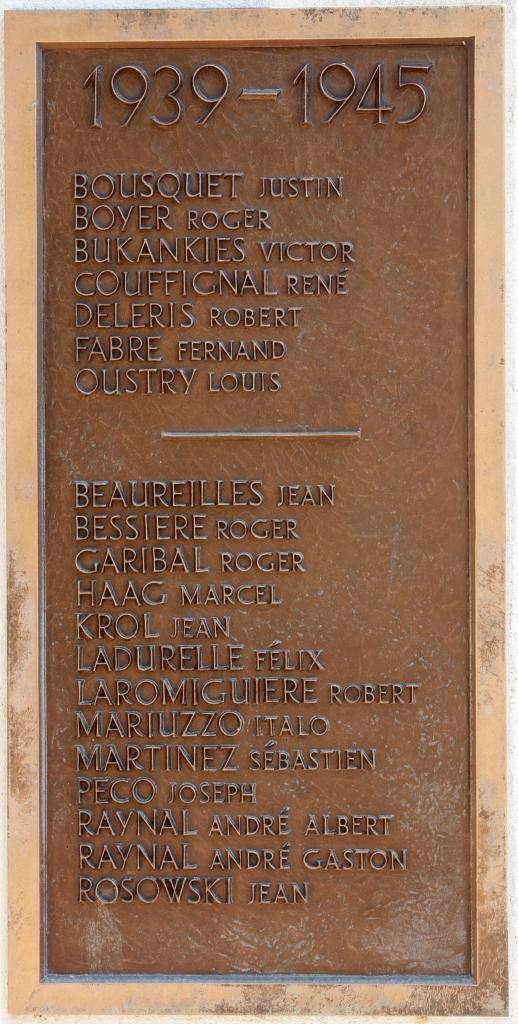 1939–1945
BOUSQUET JUSTIN
BOYER ROGER
BUKANKIES VICTOR
COUFFIGNAL RENÉ
DELERIS ROBERT
FABRE FERNAND
OUSTRY LOUIS
BEAUREILLES JEAN
BESSIERE ROGER
GARIBAL ROGER
HAAG MARCEL
KROL JEAN
LADURELLE FÉLIX
LAROMIGUIERE ROBERT
MARIUZZO ITALO
MARTINEZ SÉBASTIEN
PECO JOSEPH
RAYNAL ANDRÉ ALBERT
RAYNAL ANDRÉ GASTON
ROSOWSKI JEAN